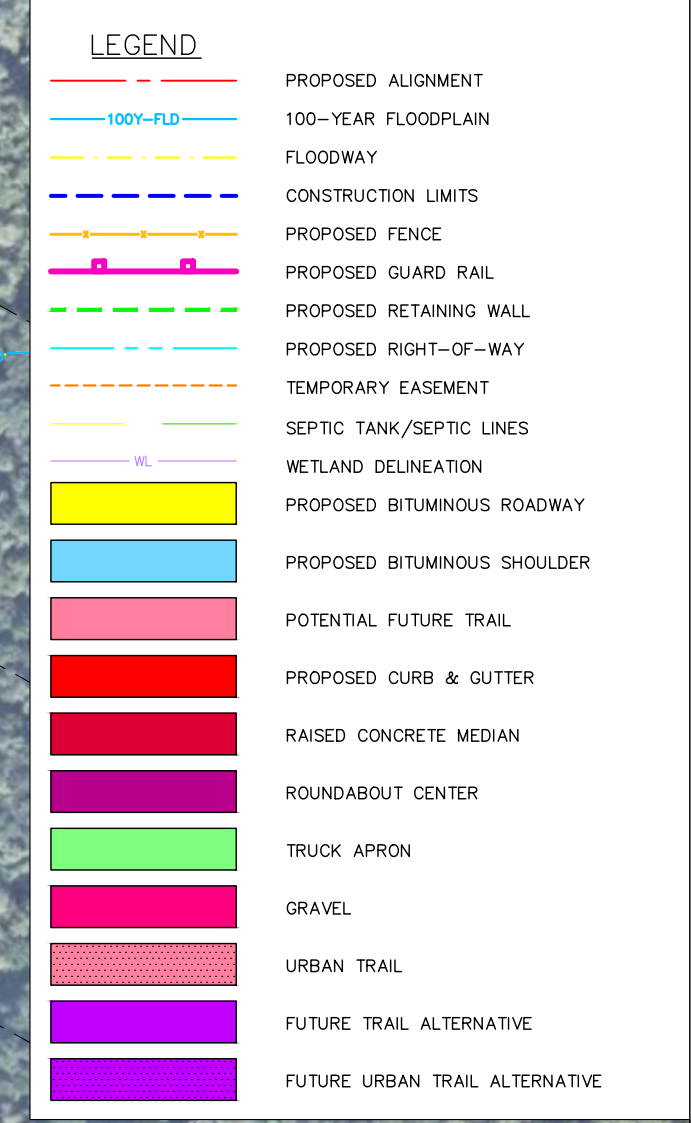 LEGEND
PROPOSED ALIGNMENT
100Y-FLD 100-YEAR FLOODPLAIN
FLOODWAY
CONSTRUCTION LIMITS
PROPOSED FENCE
PROPOSED GUARD RAIL
PROPOSED RETAINING WALL
PROPOSED RIGHT-OF-WAY
TEMPORARY EASEMENT
SEPTIC TANK/SEPTIC LINES
WL WETLAND DELINEATION
PROPOSED BITUMINOUS ROADWAY
PROPOSED BITUMINOUS SHOULDER
POTENTIAL FUTURE TRAIL
PROPOSED CURB & GUTTER
RAISED CONCRETE MEDIAN
ROUNDABOUT CENTER
TRUCK APRON
GRAVEL
URBAN TRAIL
FUTURE TRAIL ALTERNATIVE
FUTURE URBAN TRAIL ALTERNATIVE